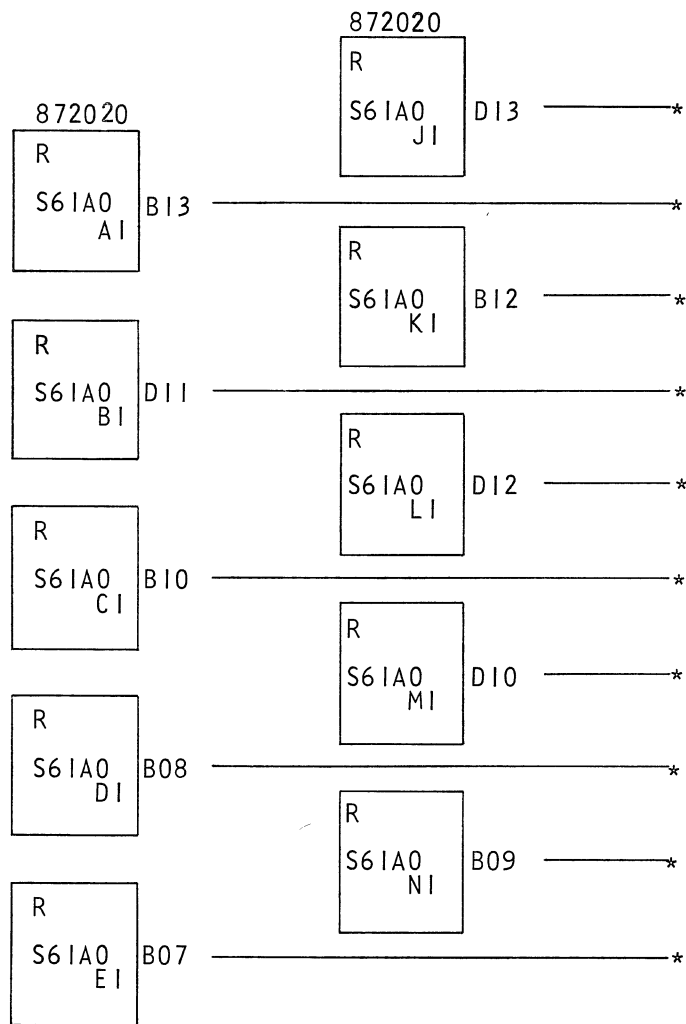 872020
R
S61A0 D13 *
J1
872020
R
S61A0 B13 *
A1
R
S61A0 B12 *
K1
R
S61A0 D11 *
B1
R
S61A0 D12 *
L1
R
S61A0 B10 *
C1
R
S61A0 D10 *
M1
R
S61A0 B08 *
D1
R
S61A0 B09 *
N1
R
S61A0 B07 *
E1